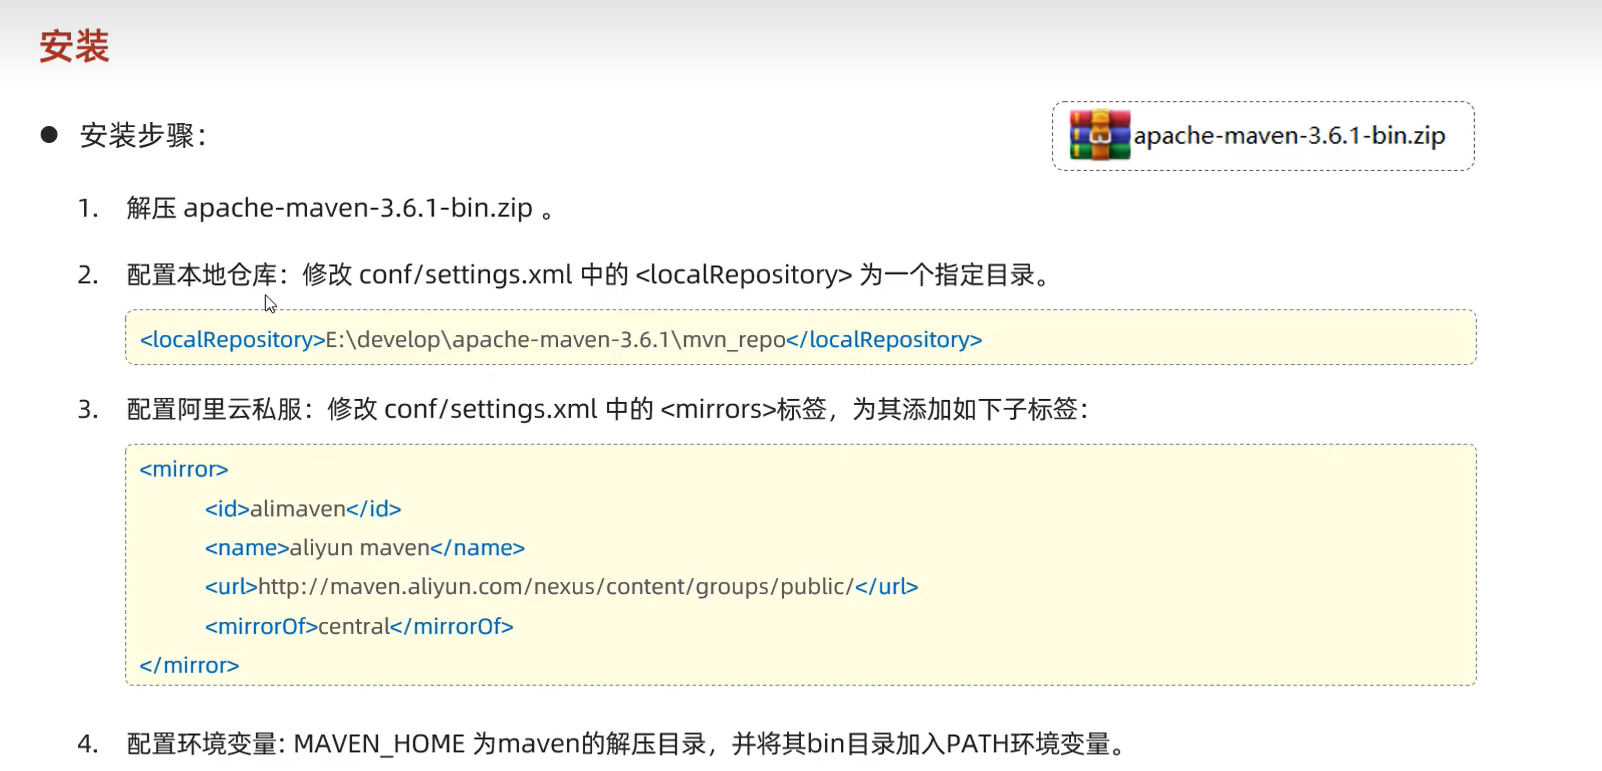 安装
● 安装步骤：
apache-maven-3.6.1-bin.zip
1. 解压 apache-maven-3.6.1-bin.zip 。
2. 配置本地仓库：修改 conf/settings.xml 中的 <localRepository> 为一个指定目录。
<localRepository>E:\develop\apache-maven-3.6.1\mvn_repo</localRepository>
3. 配置阿里云私服：修改 conf/settings.xml 中的 <mirrors>标签，为其添加如下子标签：
<mirror>
<id>alimaven</id>
<name>aliyun maven</name>
<url>http://maven.aliyun.com/nexus/content/groups/public/</url>
<mirrorOf>central</mirrorOf>
</mirror>
4. 配置环境变量: MAVEN_HOME 为maven的解压目录，并将其bin目录加入PATH环境变量。